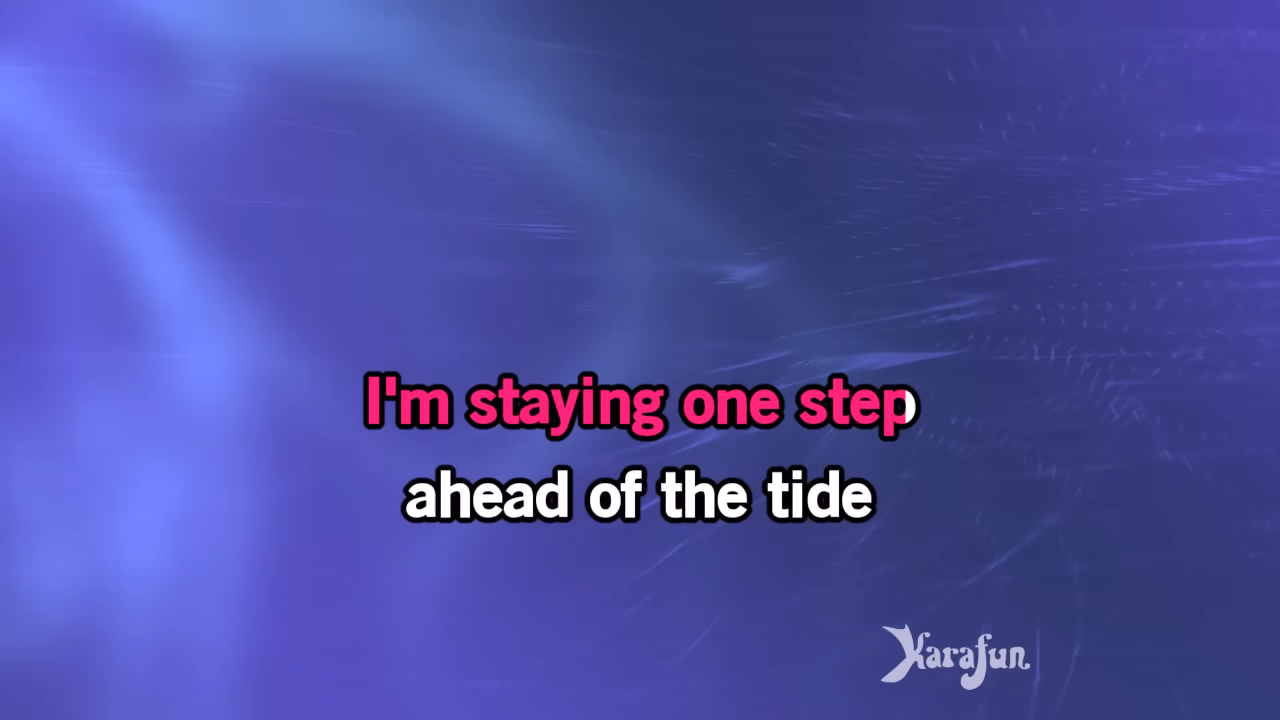 I'm staying one step
ahead of the tide
Karafun